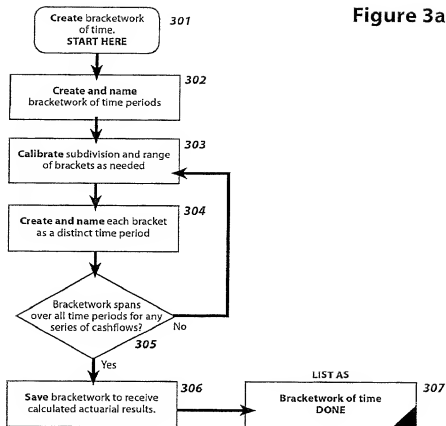 Figure 3a
Create bracketwork
of time.
START HERE
301
302
Create and name
bracketwork of time periods
303
Calibrate subdivision and range
of brackets as needed
304
Create and name each bracket
as a distinct time period
Bracketwork spans
over all time periods for any
series of cashflows?
305
No
Yes
306
Save bracketwork to receive
calculated actuarial results.
LIST AS
307
Bracketwork of time
DONE